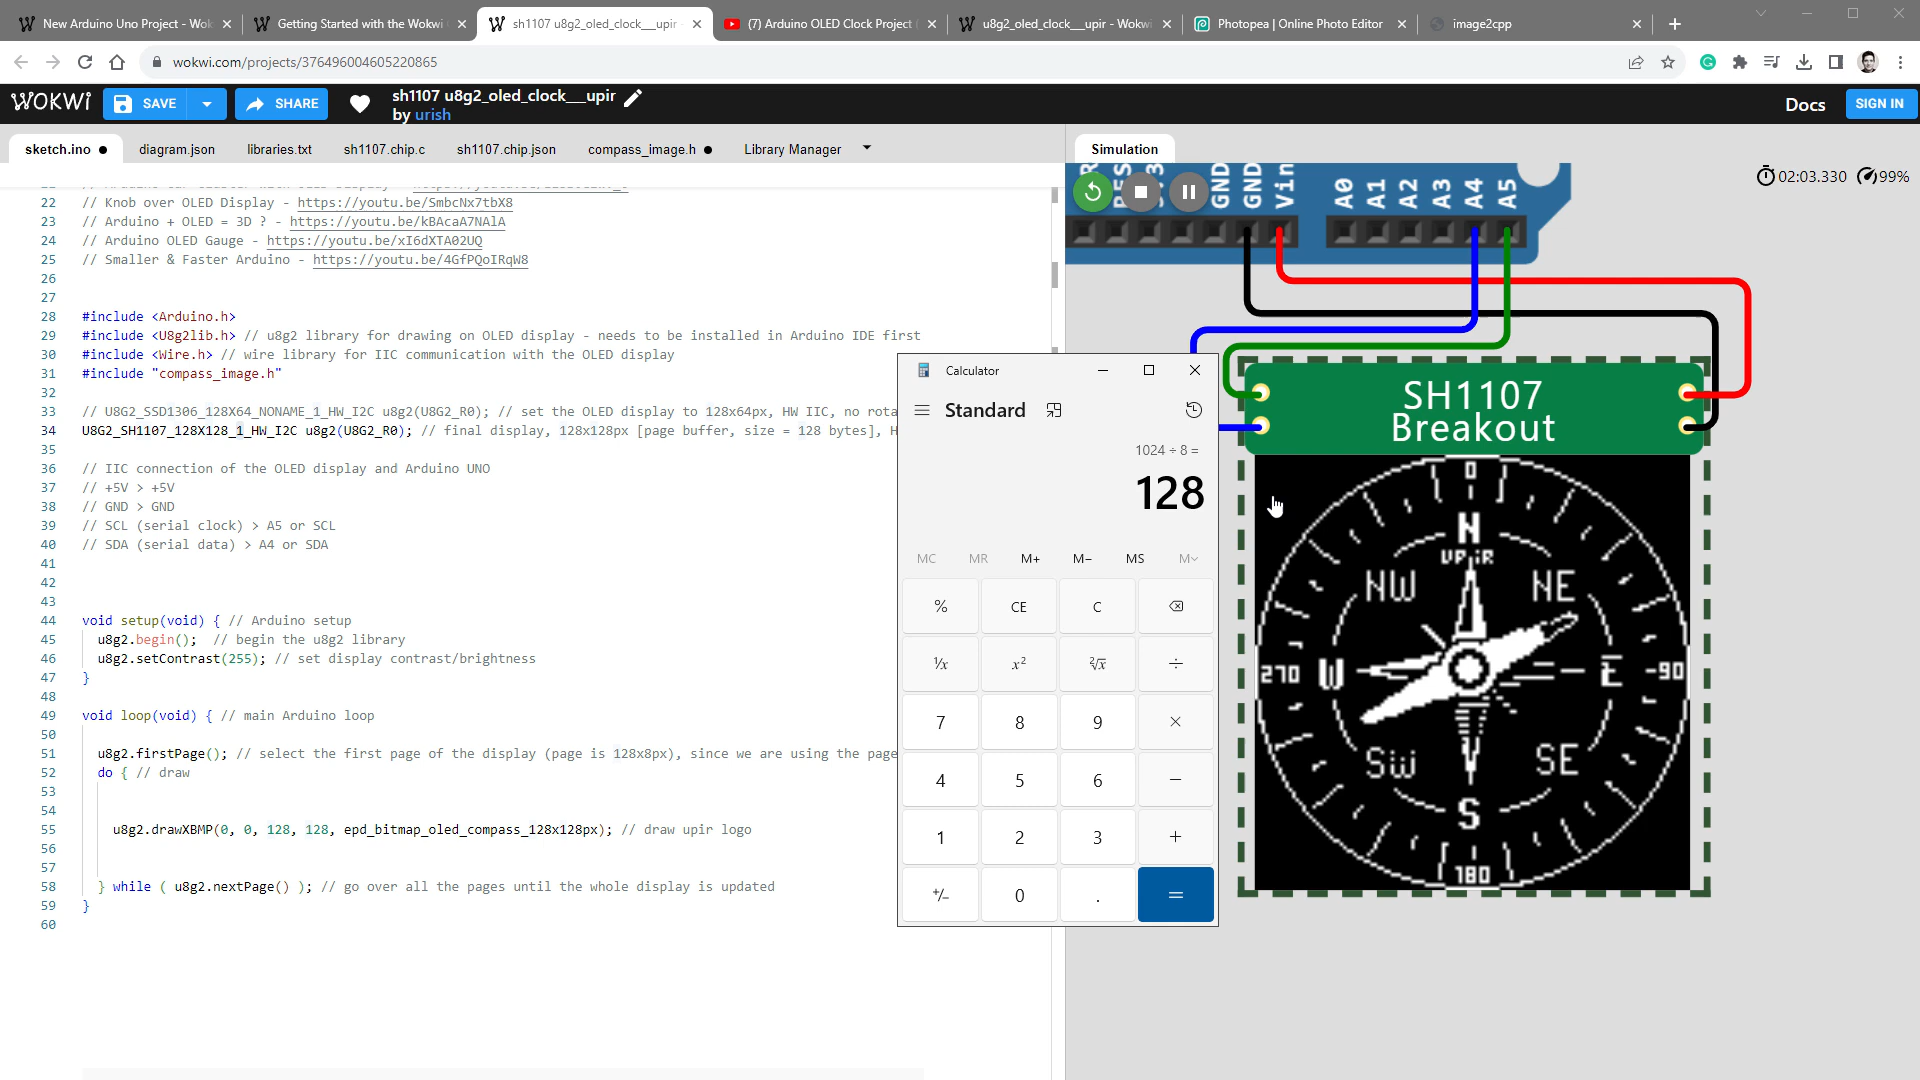 New Arduino Uno Project - Wok
Getting Started with the Wokwi
sh1107 u8g2_oled_clock__upir
(7) Arduino OLED Clock Project
u8g2_oled_clock__upir - Wokwi
Photopea | Online Photo Editor
image2cpp
wokwi.com/projects/376496004605220865
WOKWI
SAVE
SHARE
sh1107 u8g2_oled_clock__upir
by urish
Docs
SIGN IN
sketch.ino
diagram.json
libraries.txt
sh1107.chip.c
sh1107.chip.json
compass_image.h
Library Manager
Simulation
02:03.330
99%
22 // Knob over OLED Display - https://youtu.be/SmbcNx7tbX8
23 // Arduino + OLED = 3D ? - https://youtu.be/kBAcaA7NAlA
24 // Arduino OLED Gauge - https://youtu.be/xI6dXTA02UQ
25 // Smaller & Faster Arduino - https://youtu.be/4GfPQoIRqW8
26
27
28 #include <Arduino.h>
29 #include <U8g2lib.h> // u8g2 library for drawing on OLED display - needs to be installed in Arduino IDE first
30 #include <Wire.h> // wire library for IIC communication with the OLED display
31 #include "compass_image.h"
32
33 // U8G2_SSD1306_128X64_NONAME_1_HW_I2C u8g2(U8G2_R0); // set the OLED display to 128x64px, HW IIC, no rota
34 U8G2_SH1107_128X128_1_HW_I2C u8g2(U8G2_R0); // final display, 128x128px [page buffer, size = 128 bytes], H
35
36 // IIC connection of the OLED display and Arduino UNO
37 // +5V > +5V
38 // GND > GND
39 // SCL (serial clock) > A5 or SCL
40 // SDA (serial data) > A4 or SDA
41
42
43
44 void setup(void) { // Arduino setup
45 u8g2.begin(); // begin the u8g2 library
46 u8g2.setContrast(255); // set display contrast/brightness
47 }
48
49 void loop(void) { // main Arduino loop
50
51 u8g2.firstPage(); // select the first page of the display (page is 128x8px), since we are using the page
52 do { // draw
53
54
55 u8g2.drawXBMP(0, 0, 128, 128, epd_bitmap_oled_compass_128x128px); // draw upir logo
56
57
58 } while ( u8g2.nextPage() ); // go over all the pages until the whole display is updated
59 }
60
Calculator
Standard
1024 ÷ 8 =
128
MC MR M+ M- MS M
% CE C
1/x x² ²√x ÷
7 8 9 ×
4 5 6 −
1 2 3 +
+/- 0 . =
GND GND Vin A0 A1 A2 A3 A4 A5
SH1107
Breakout
0
N
UPiR
NW NE
270 W E 90
SW SE
S
180